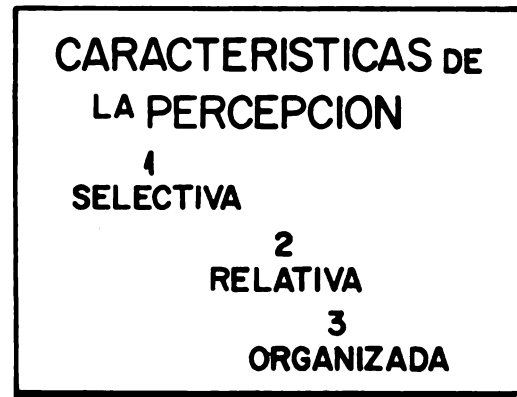 CARACTERISTICAS DE
LA PERCEPCION
1
SELECTIVA
2
RELATIVA
3
ORGANIZADA